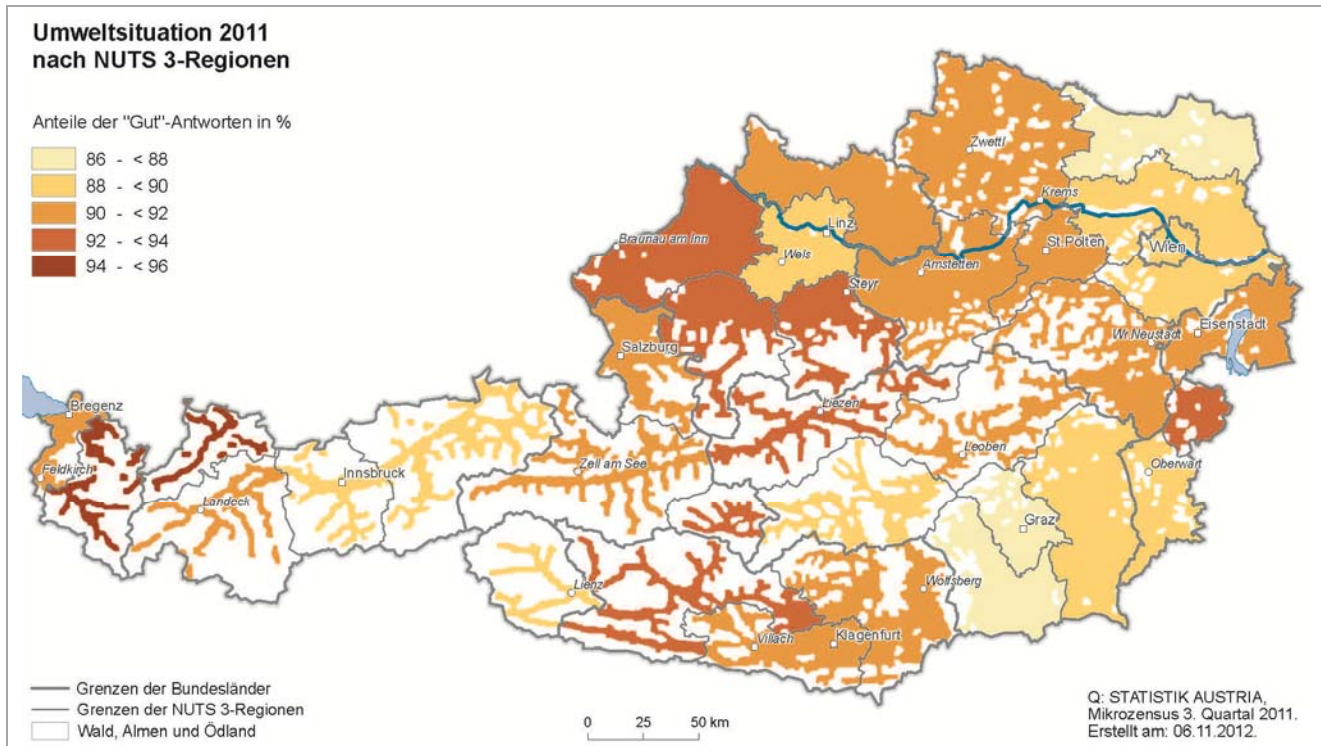 Umweltsituation 2011
nach NUTS 3-Regionen
Anteile der "Gut"-Antworten in %
86 - < 88
88 - < 90
90 - < 92
92 - < 94
94 - < 96
Zwettl
Krems
Linz
Braunau am Inn
Wels
St.Pölten
Wien
Amstetten
Steyr
Eisenstadt
Wr.Neustadt
Salzburg
Bregenz
Liezen
Leoben
Oberwart
Feldkirch
Innsbruck
Zell am See
Landeck
Graz
Lienz
Wolfsberg
Villach
Klagenfurt
Grenzen der Bundesländer
Grenzen der NUTS 3-Regionen
Wald, Almen und Ödland
0 25 50 km
Q: STATISTIK AUSTRIA,
Mikrozensus 3. Quartal 2011.
Erstellt am: 06.11.2012.